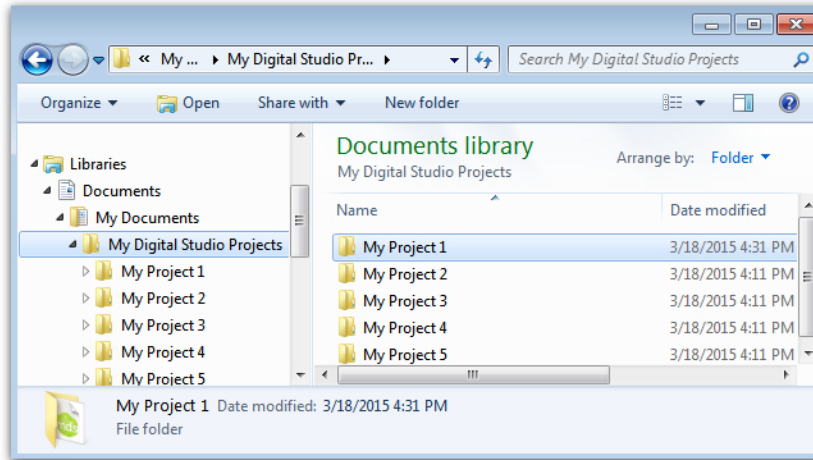 « My ... My Digital Studio Pr... Search My Digital Studio Projects
Organize Open Share with New folder
Libraries
Documents
My Documents
My Digital Studio Projects
My Project 1
My Project 2
My Project 3
My Project 4
My Project 5
Documents library
My Digital Studio Projects
Arrange by: Folder
Name Date modified
My Project 1 3/18/2015 4:31 PM
My Project 2 3/18/2015 4:11 PM
My Project 3 3/18/2015 4:11 PM
My Project 4 3/18/2015 4:11 PM
My Project 5 3/18/2015 4:11 PM
My Project 1 Date modified: 3/18/2015 4:31 PM
File folder